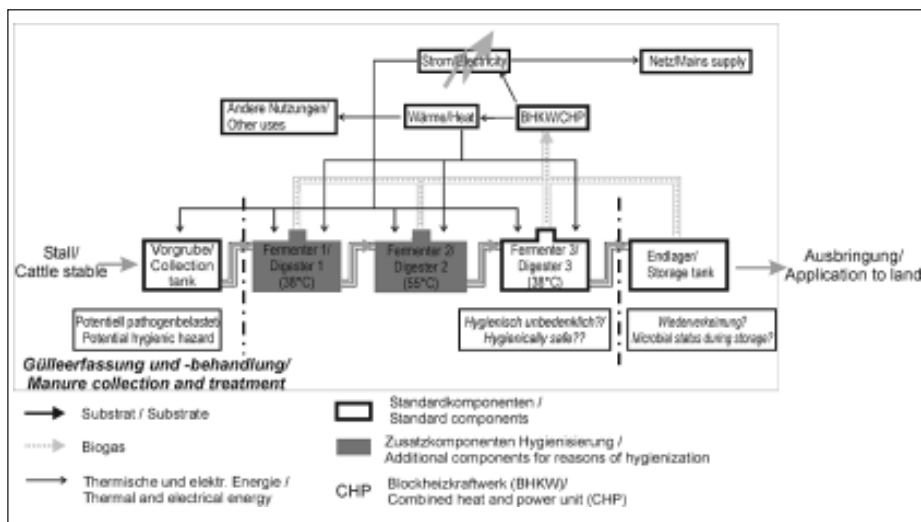 Strom/Electricity
Netz/Mains supply
Andere Nutzungen/
Other uses
Wärme/Heat
BHKW/CHP
Stall/
Cattle stable
Vorgrube/
Collection
tank
Fermenter 1/
Digester 1
(38°C)
Fermenter 2/
Digester 2
(55°C)
Fermenter 3/
Digester 3
(38°C)
Endlager/
Storage tank
Ausbringung/
Application to land
Potentiell pathogenbelastet/
Potential hygienic hazard
Hygienisch unbedenklich?/
Hygienically safe??
Wiederverkeimung?
Microbial status during storage?
Gülleerfassung und -behandlung/
Manure collection and treatment
Substrat / Substrate
Biogas
Thermische und elektr. Energie /
Thermal and electrical energy
Standardkomponenten /
Standard components
Zusatzkomponenten Hygienisierung /
Additional components for reasons of hygienization
CHP
Blockheizkraftwerk (BHKW)/
Combined heat and power unit (CHP)